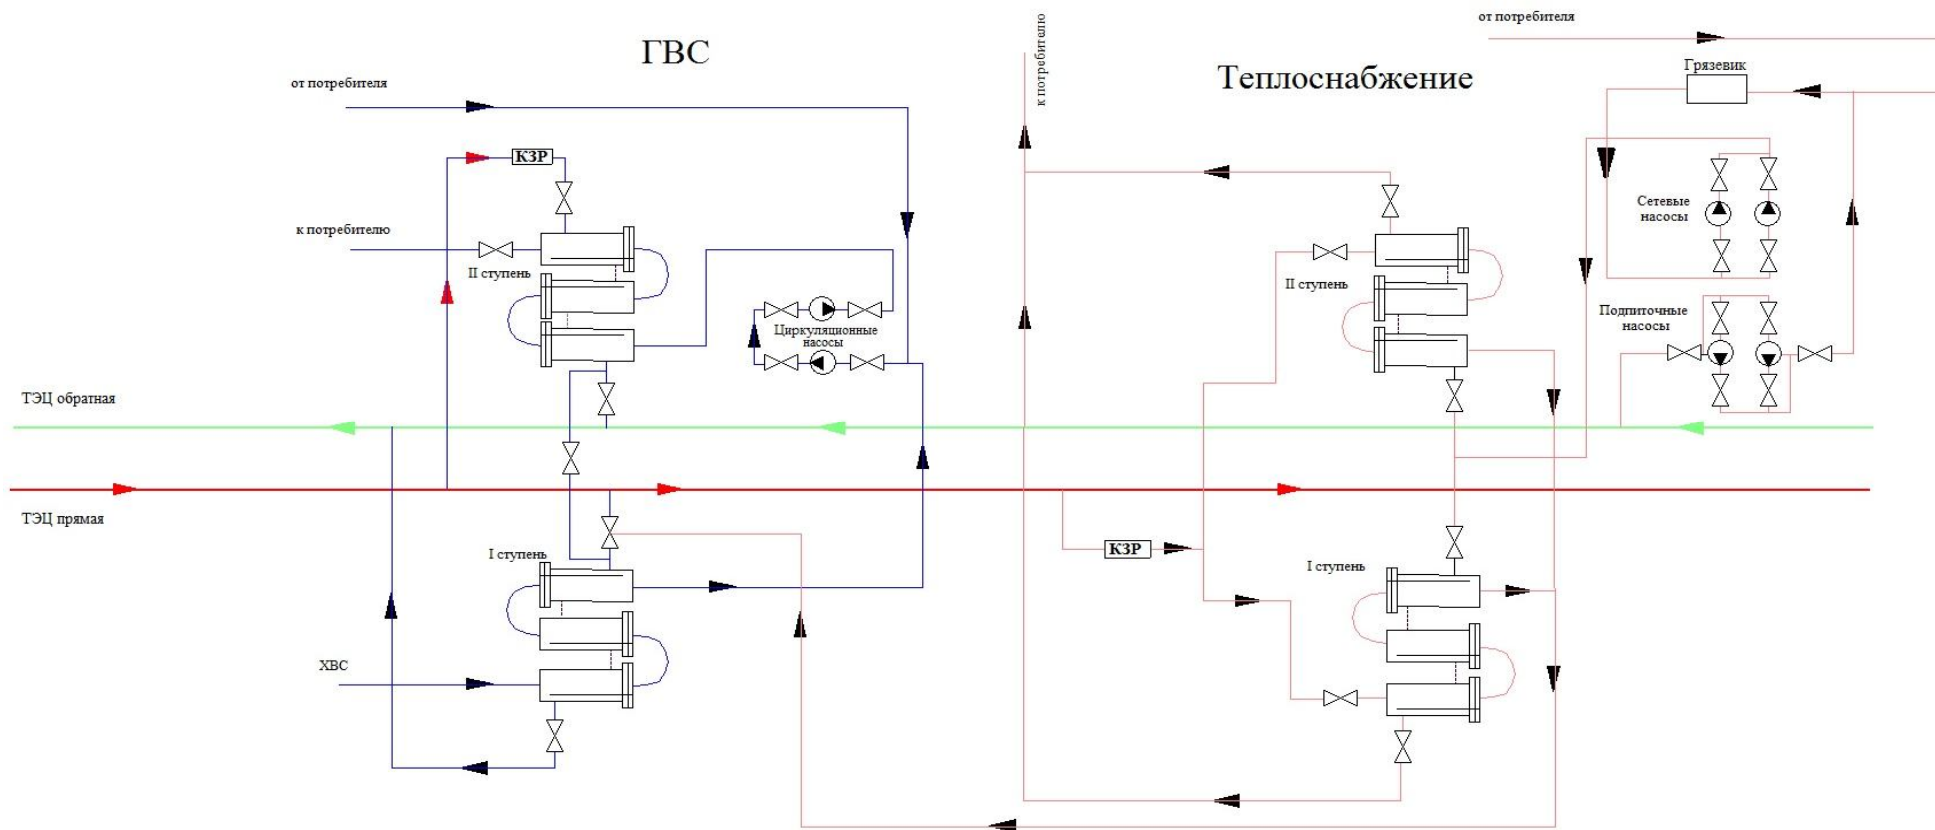 от потребителя
ГВС
к потребителю
Теплоснабжение
Грязевик
от потребителя
КЗР
Сетевые
насосы
к потребителю
II ступень
II ступень
Циркуляционные
насосы
Подпиточные
насосы
ТЭЦ обратная
ТЭЦ прямая
I ступень
КЗР
I ступень
ХВС